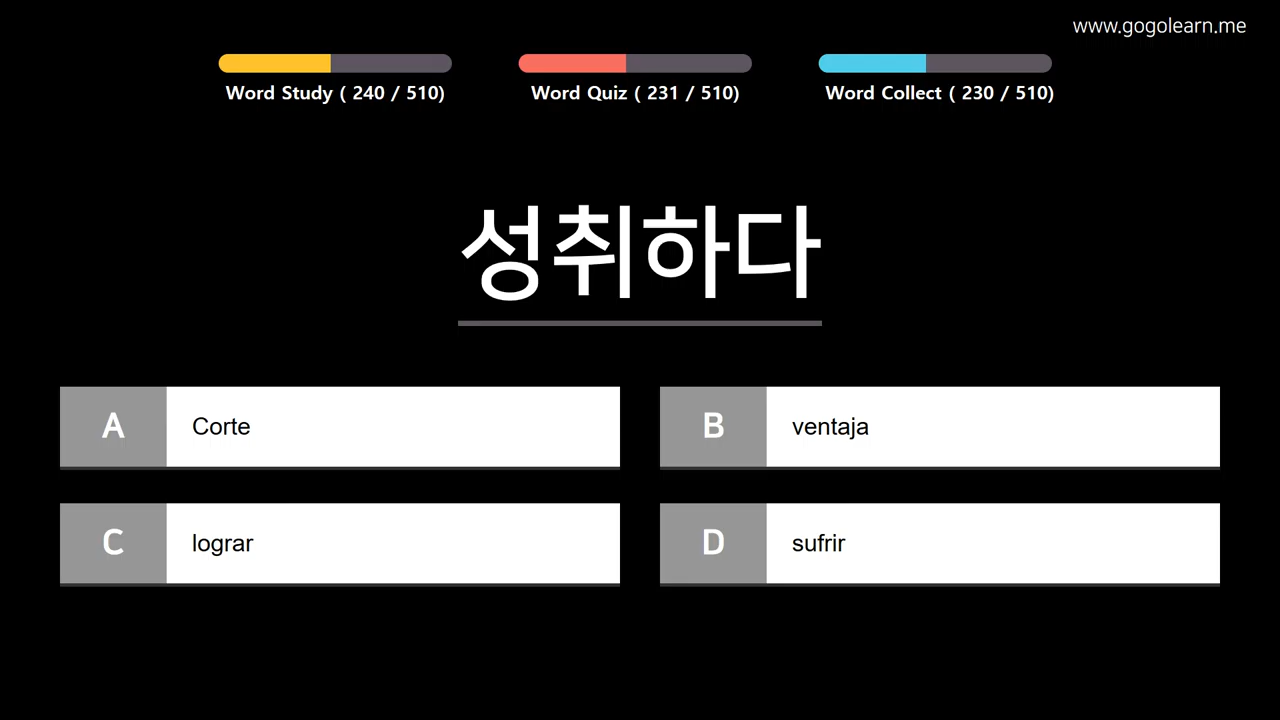 www.gogolearn.me
Word Study ( 240 / 510)
Word Quiz ( 231 / 510)
Word Collect ( 230 / 510)
성취하다
A Corte
B ventaja
C lograr
D sufrir